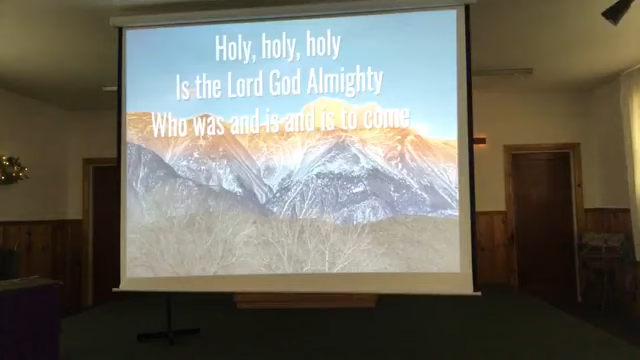 Holy, holy, holy
Is the Lord God Almighty
Who was and is and is to come